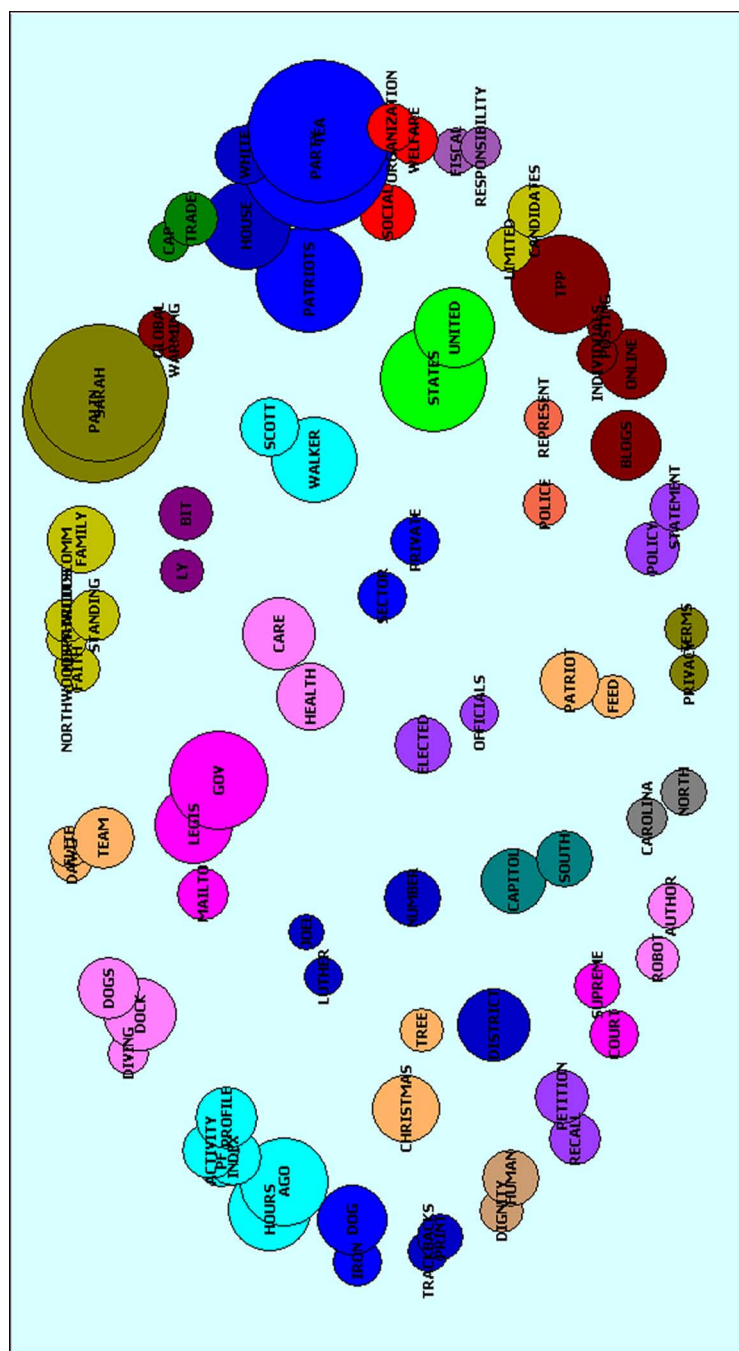 DIVING
DOGS
DOCK
TEAM
FAITH
STANDING
FAMILY
PALIN
SARAH
ACTIVITY
PROFILE
INDEX
HOURS
AGO
MAILTO
LEGIS
GOV
LY
BIT
GLOBAL
WARMING
CAP
TRADE
IRON
DOG
LUTHER
JOEL
HEALTH
CARE
WALKER
SCOTT
PATRIOTS
HOUSE
WHITE
PARTY
TEA
TRACKBACKS
PRINT
CHRISTMAS
TREE
NUMBER
ELECTED
OFFICIALS
SECTOR
PRIVATE
STATES
UNITED
SOCIAL
ORGANIZATION
WELFARE
FISCAL
RESPONSIBILITY
DIGNITY
HUMAN
DISTRICT
CAPITOL
SOUTH
POLICE
REPRESENT
LIMITED
CANDIDATES
TPP
RECALL
PETITION
COURT
SUPREME
PATRIOT
FEED
INDIVIDUALS
POSTING
ONLINE
BLOGS
ROBOT
AUTHOR
CAROLINA
NORTH
PRIVACY
TERMS
POLICY
STATEMENT